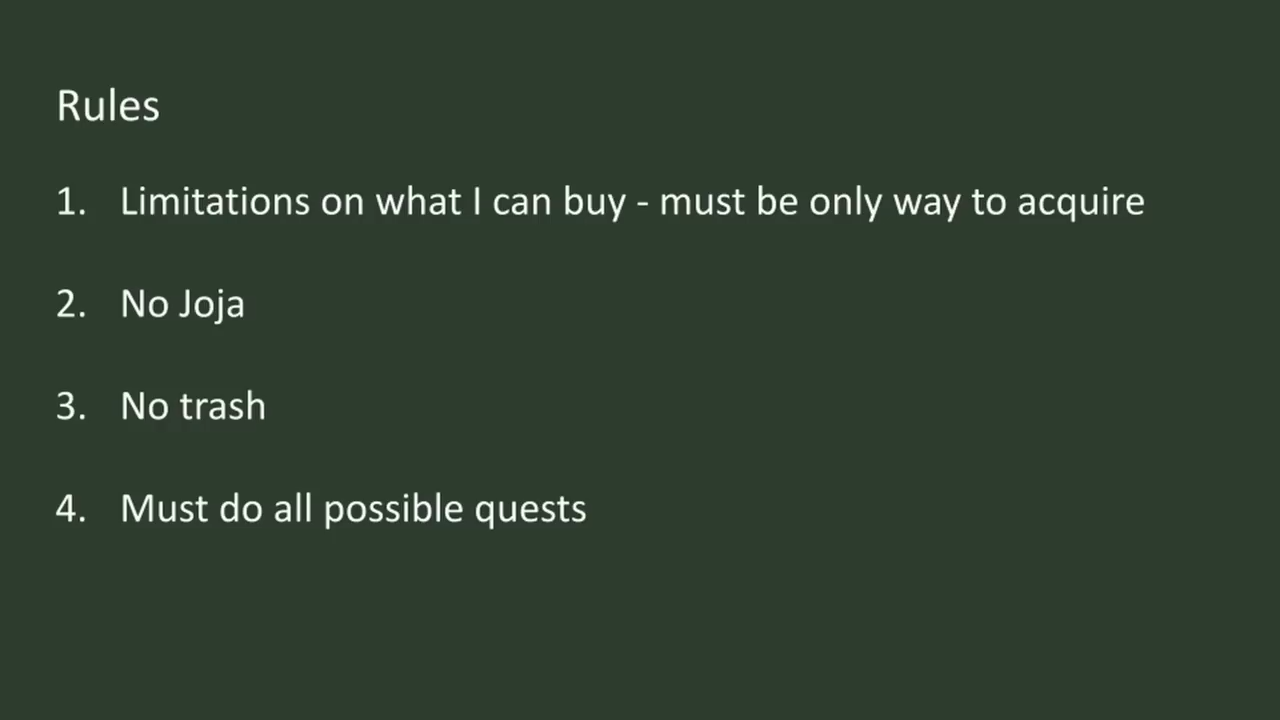 Rules
1. Limitations on what I can buy - must be only way to acquire
2. No Joja
3. No trash
4. Must do all possible quests